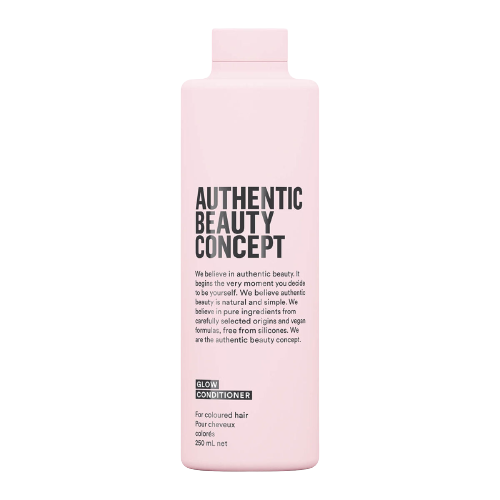 AUTHENTIC
BEAUTY
CONCEPT
We believe in authentic beauty. It
begins the very moment you decide
to be yourself. We believe authentic
beauty is natural and simple. We
believe in pure ingredients from
carefully selected origins and vegan
formulas, free from silicones. We
are the authentic beauty concept.
GLOW
CONDITIONER
For coloured hair
Pour cheveux
colorés
250 mL net